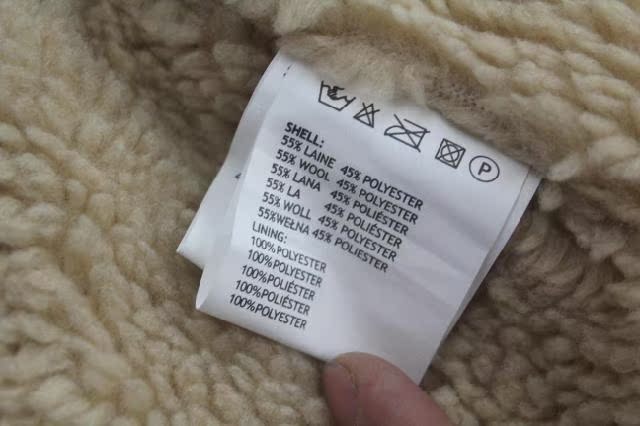 P
SHELL:
55% LAINE 45% POLYESTER
55% WOOL 45% POLYESTER
55% LANA 45% POLIÉSTER
55% LA 45% POLIÉSTER
55% WOLL 45% POLYESTER
55%WEŁNA 45% POLIESTER
LINING:
100% POLYESTER
100%POLYESTER
100%POLIÉSTER
100%POLIÉSTER
100%POLYESTER